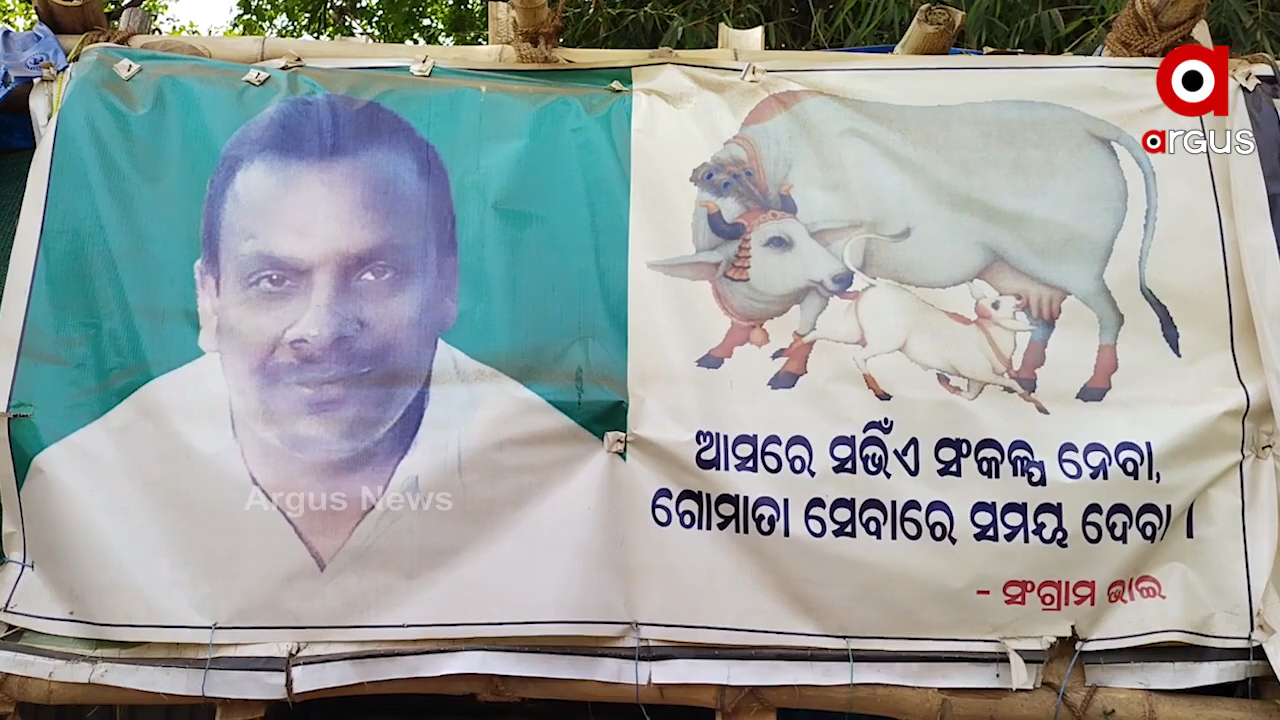 argus
ଆସରେ ସଭିଁଏ ସଂକଳ୍ପ ନେବା,
ଗୋମାତା ସେବାରେ ସମୟ ଦେବା ।
- ସଂଗ୍ରାମ ଭାଇ
Argus News